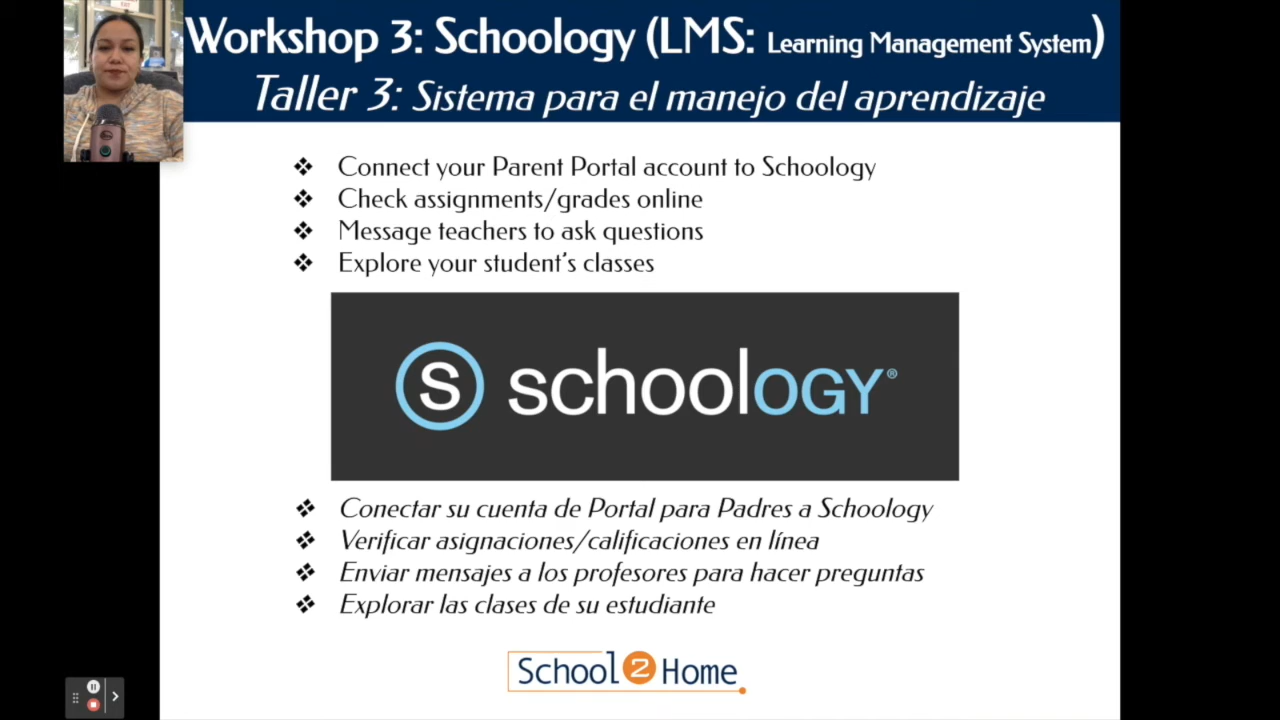 Workshop 3: Schoology (LMS: Learning Management System)
Taller 3: Sistema para el manejo del aprendizaje
❖ Connect your Parent Portal account to Schoology
❖ Check assignments/grades online
❖ Message teachers to ask questions
❖ Explore your student's classes
S schoology®
❖ Conectar su cuenta de Portal para Padres a Schoology
❖ Verificar asignaciones/calificaciones en línea
❖ Enviar mensajes a los profesores para hacer preguntas
❖ Explorar las clases de su estudiante
School 2 Home